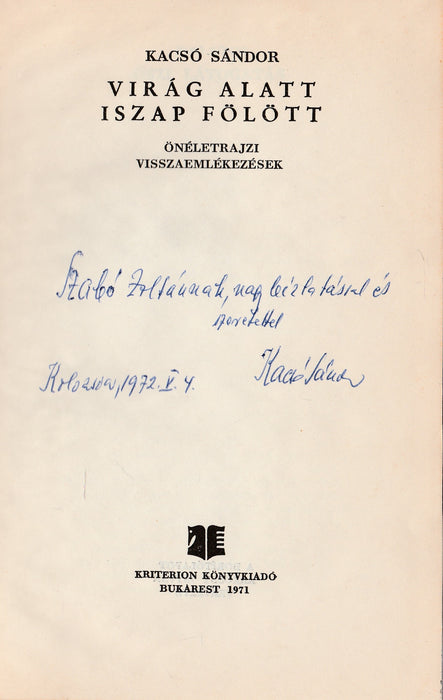 KACSÓ SÁNDOR
VIRÁG ALATT
ISZAP FÖLÖTT
ÖNÉLETRAJZI
VISSZAEMLÉKEZÉSEK
Szabó Zoltánnak, nagy biztatással és
szeretettel
Kolozsvár, 1972. V. 4.
Kacsó Sándor
KRITERION KÖNYVKIADÓ
BUKAREST 1971